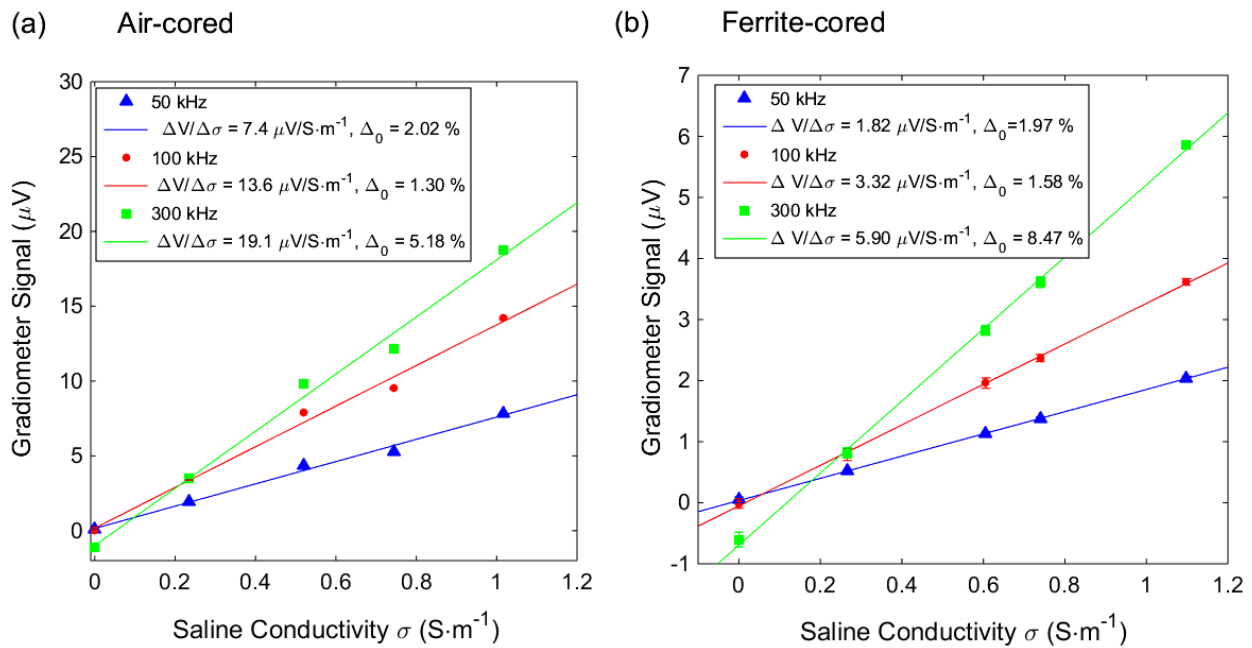 (a) Air-cored
30
25
20
15
10
5
0
Gradiometer Signal (μV)
50 kHz
ΔV/Δσ = 7.4 μV/S·m⁻¹, Δ₀ = 2.02 %
100 kHz
ΔV/Δσ = 13.6 μV/S·m⁻¹, Δ₀ = 1.30 %
300 kHz
ΔV/Δσ = 19.1 μV/S·m⁻¹, Δ₀ = 5.18 %
0 0.2 0.4 0.6 0.8 1 1.2
Saline Conductivity σ (S·m⁻¹)
(b) Ferrite-cored
7
6
5
4
3
2
1
0
-1
Gradiometer Signal (μV)
50 kHz
Δ V/Δσ = 1.82 μV/S·m⁻¹, Δ₀=1.97 %
100 kHz
Δ V/Δσ = 3.32 μV/S·m⁻¹, Δ₀ = 1.58 %
300 kHz
Δ V/Δσ = 5.90 μV/S·m⁻¹, Δ₀ = 8.47 %
0 0.2 0.4 0.6 0.8 1 1.2
Saline Conductivity σ (S·m⁻¹)